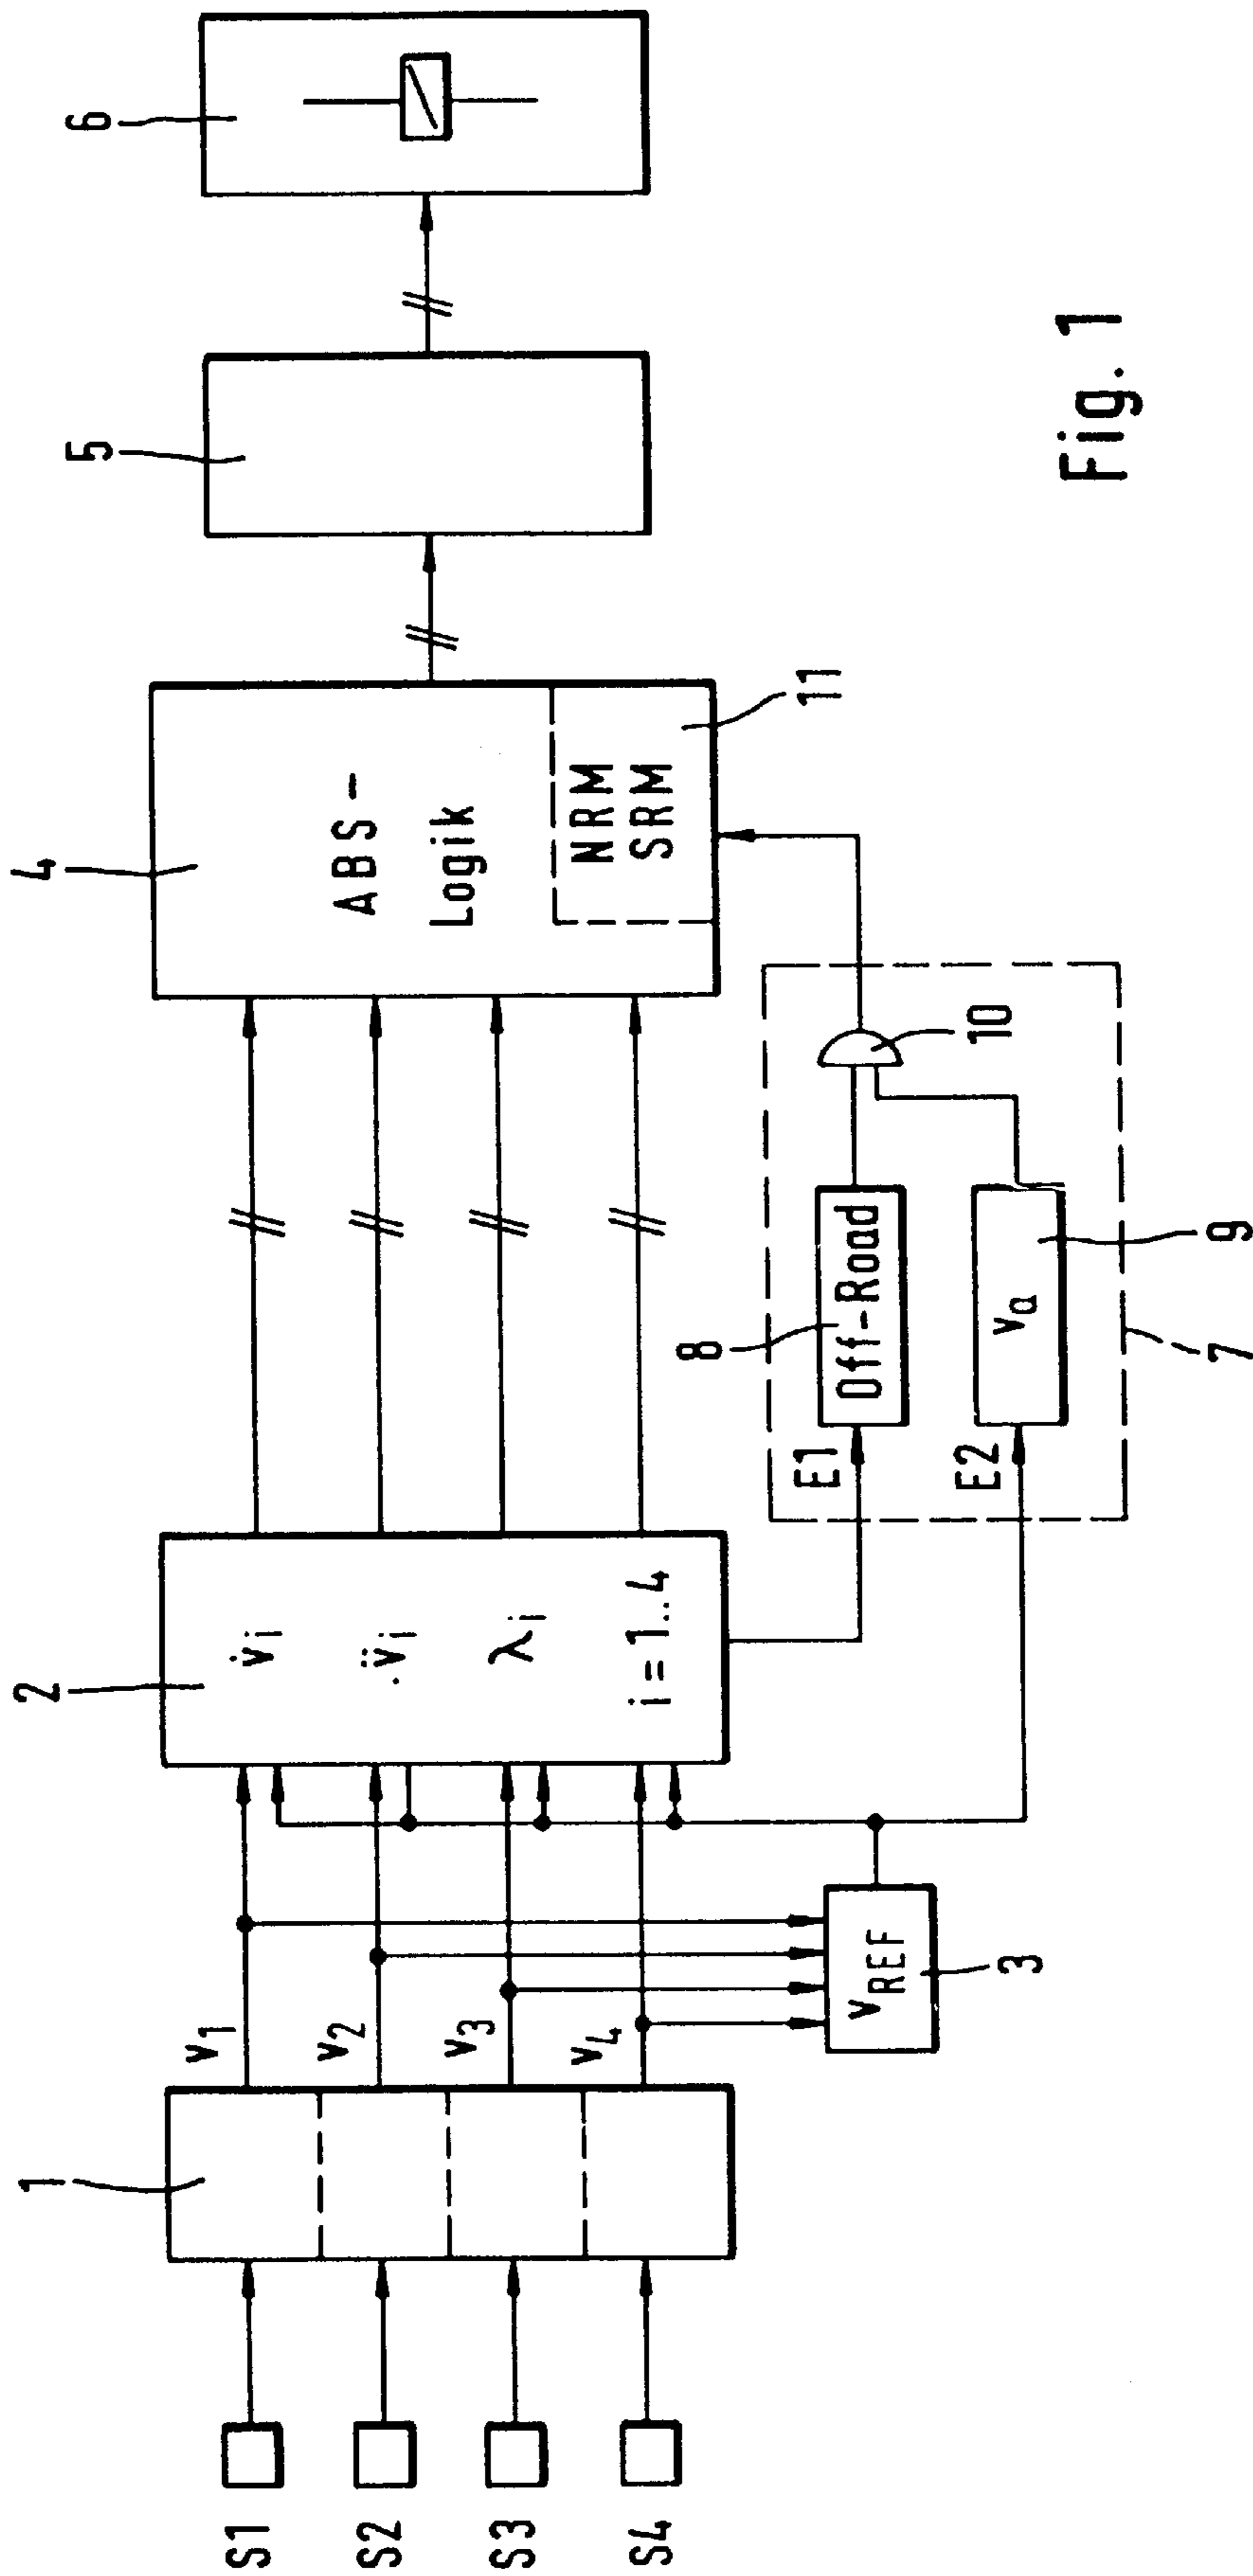 S1
S2
S3
S4
1
v1
v2
v3
v4
vREF
3
2
v̇i
.v̈i
λi
i = 1..4
4
ABS-
Logik
NRM
SRM
11
5
6
E1
E2
8
Off-Road
va
9
10
7
Fig. 1